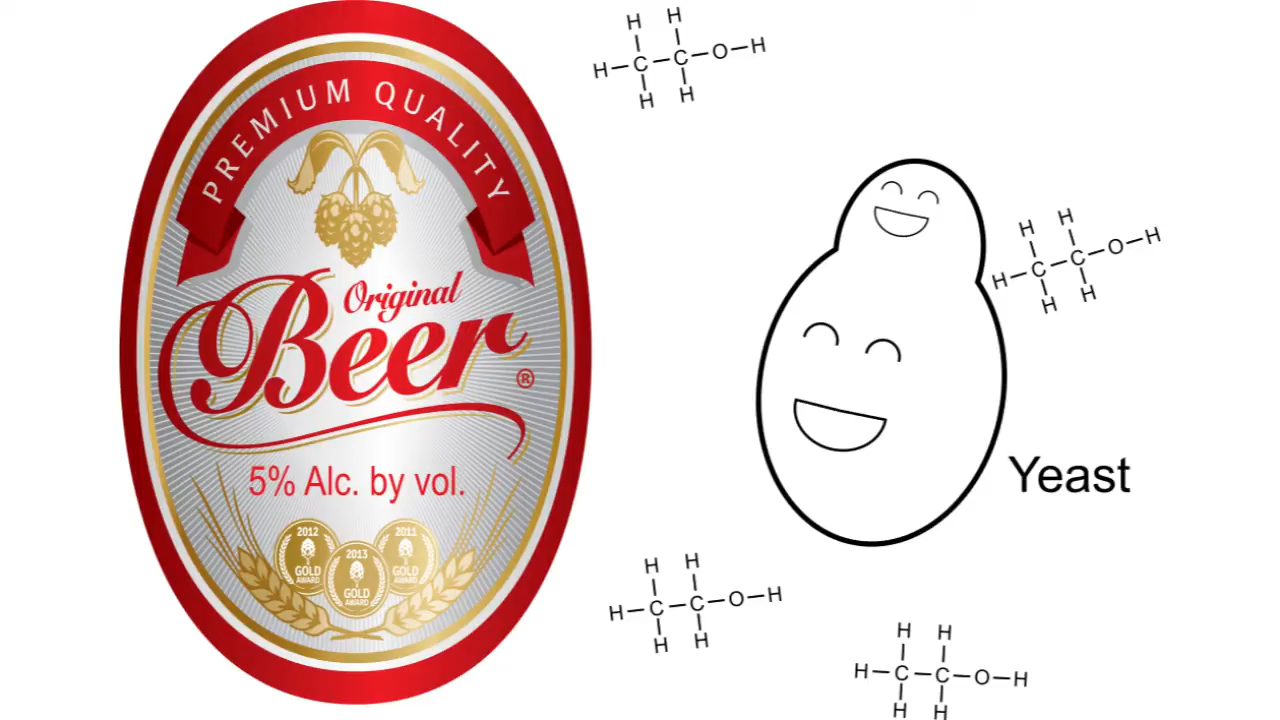 PREMIUM QUALITY
Original
Beer
®
5% Alc. by vol.
2012
GOLD
AWARD
2013
GOLD
AWARD
2011
GOLD
AWARD
H H
H C C O H
H H
H H
H C C O H
H H
Yeast
H H
H C C O H
H H
H H
H C C O H
H H